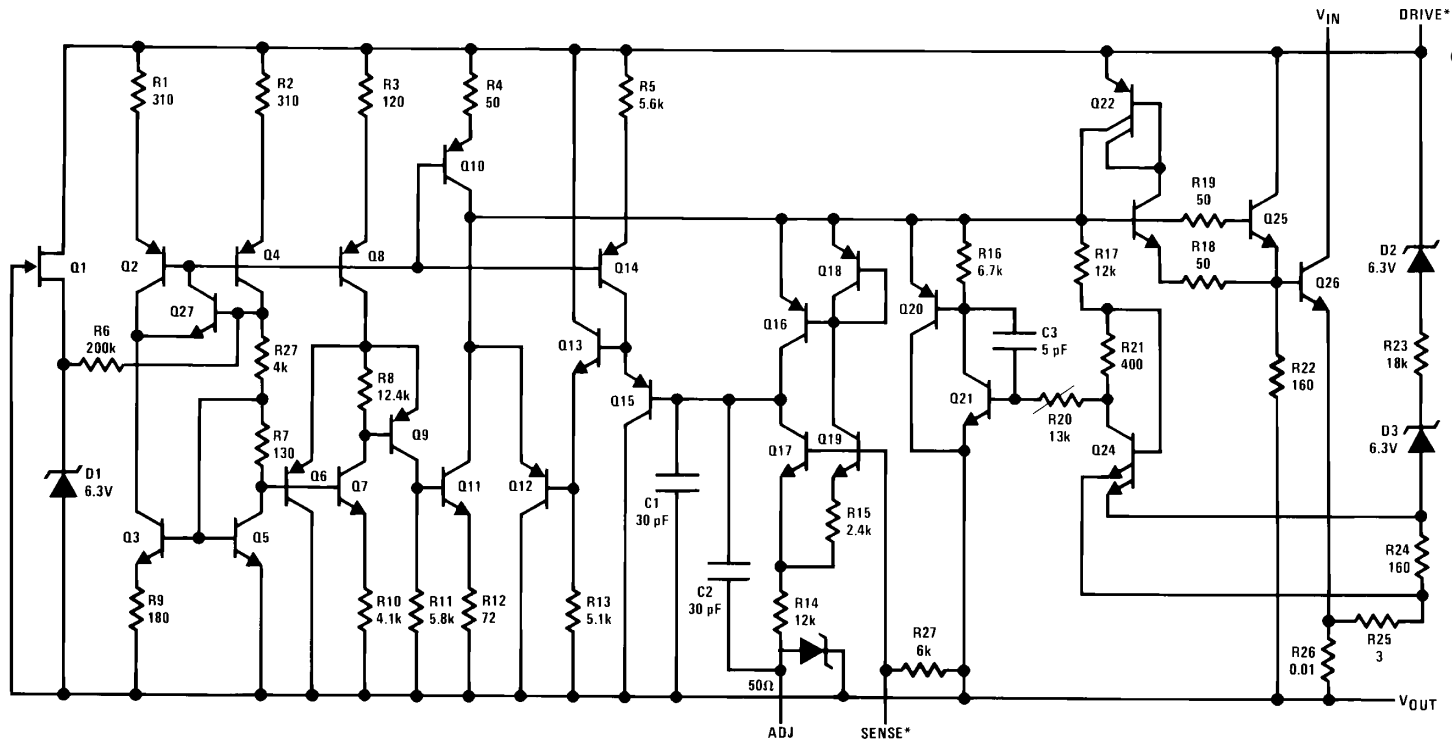 VIN
DRIVE*
R1
310
R2
310
R3
120
R4
50
R5
5.6k
Q22
Q10
R19
50
Q25
Q1
Q2
Q4
Q8
Q14
Q18
R16
6.7k
R17
12k
R18
50
D2
6.3V
Q27
Q26
Q16
Q20
R6
200k
R27
4k
Q13
C3
5 pF
R21
400
R22
160
R23
18k
R8
12.4k
Q15
Q21
R20
13k
D1
6.3V
R7
130
Q9
Q17
Q19
Q24
D3
6.3V
Q6
Q7
Q11
Q12
C1
30 pF
R15
2.4k
Q3
Q5
R24
160
R9
180
R10
4.1k
R11
5.8k
R12
72
R13
5.1k
C2
30 pF
R14
12k
R27
6k
R26
0.01
R25
3
50Ω
VOUT
ADJ
SENSE*